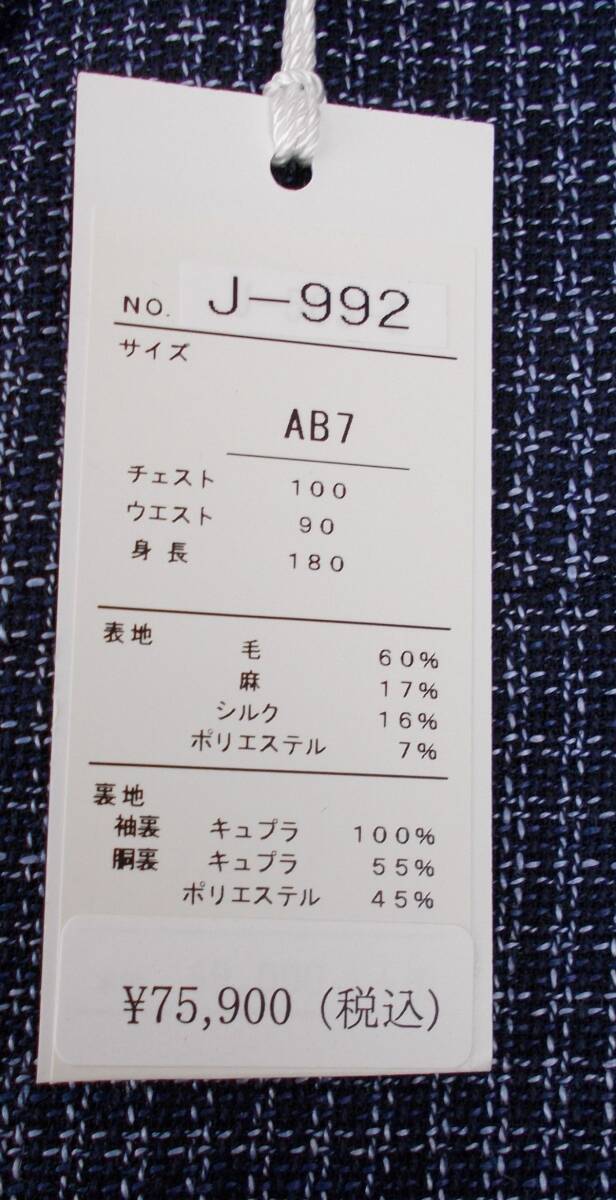 NO. J-992
サイズ
AB7
チェスト 100
ウエスト 90
身長 180
表地 毛 60%
麻 17%
シルク 16%
ポリエステル 7%
裏地
袖裏 キュプラ 100%
胴裏 キュプラ 55%
ポリエステル 45%
¥75,900（税込）